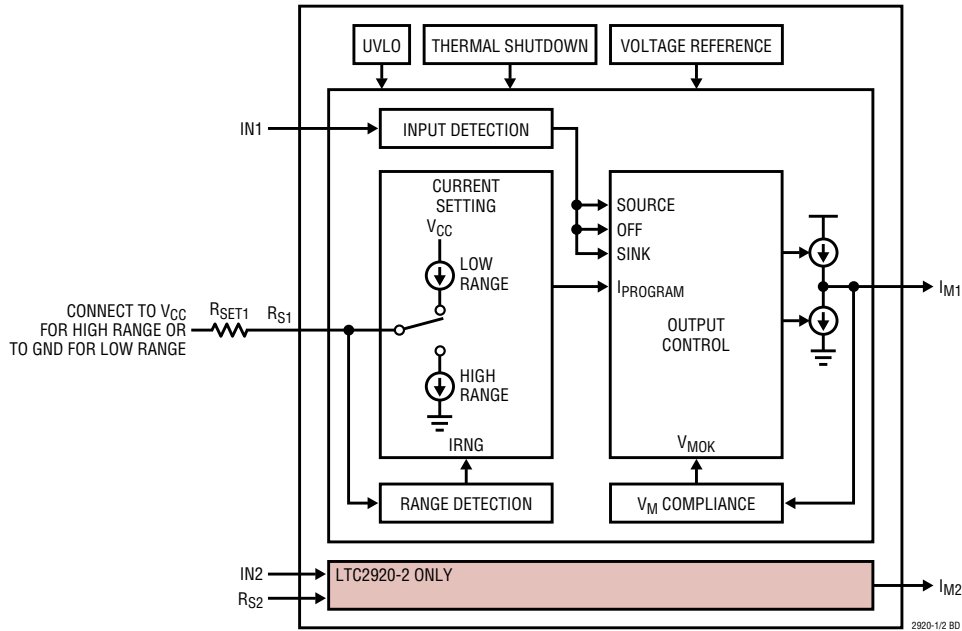 UVLO
THERMAL SHUTDOWN
VOLTAGE REFERENCE
IN1
INPUT DETECTION
CURRENT
SETTING
VCC
LOW
RANGE
HIGH
RANGE
IRNG
SOURCE
OFF
SINK
IPROGRAM
OUTPUT
CONTROL
VMOK
IM1
CONNECT TO VCC
FOR HIGH RANGE OR
TO GND FOR LOW RANGE
RSET1
RS1
RANGE DETECTION
VM COMPLIANCE
IN2
RS2
LTC2920-2 ONLY
IM2
2920-1/2 BD